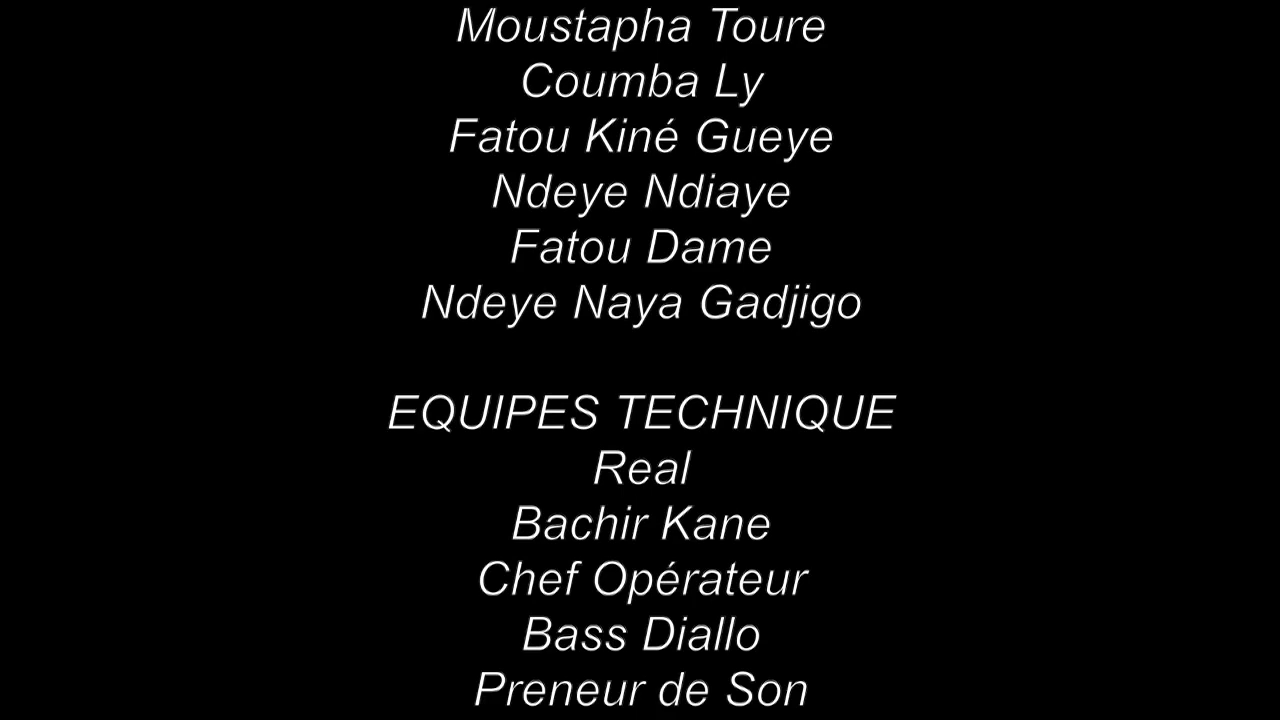 Moustapha Toure
Coumba Ly
Fatou Kiné Gueye
Ndeye Ndiaye
Fatou Dame
Ndeye Naya Gadjigo
EQUIPES TECHNIQUE
Real
Bachir Kane
Chef Opérateur
Bass Diallo
Preneur de Son